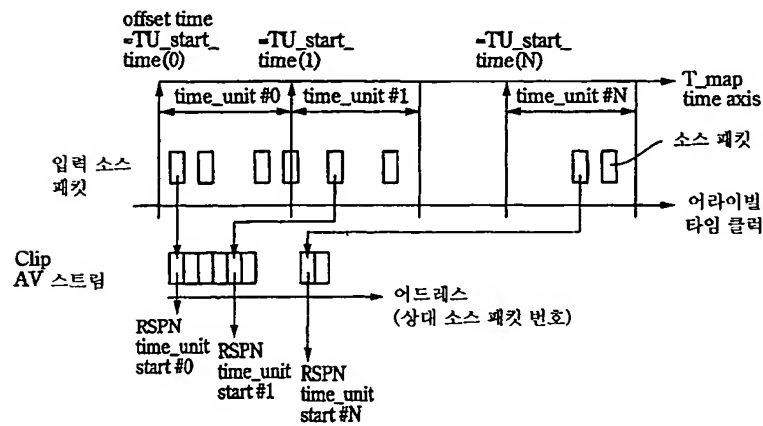 offset time
=TU_start_
time(0)
=TU_start_
time(1)
=TU_start_
time(N)
T_map
time axis
time_unit #0
time_unit #1
time_unit #N
입력 소스
패킷
소스 패킷
어라이벌
타임 클럭
Clip
AV 스트림
어드레스
(상대 소스 패킷 번호)
RSPN
time_unit
start #0
RSPN
time_unit
start #1
RSPN
time_unit
start #N